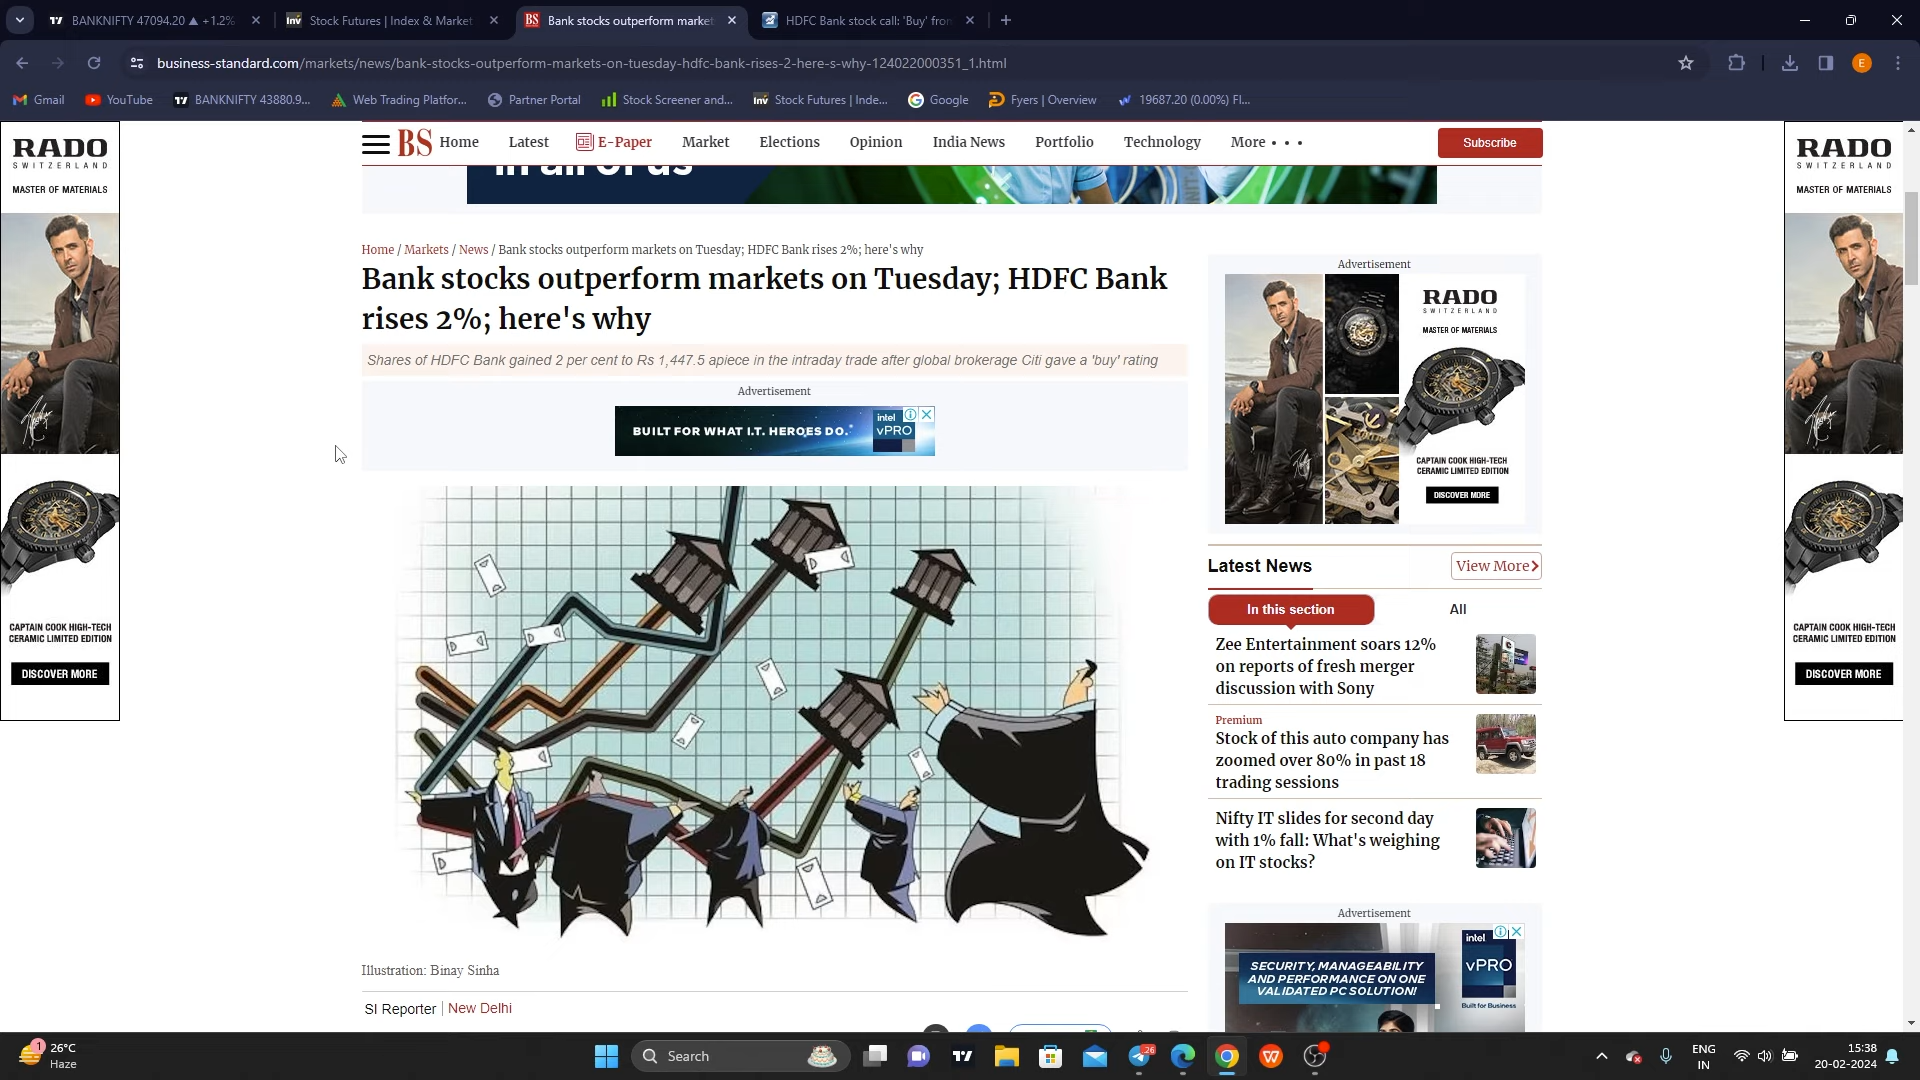 BANKNIFTY 47094.20 ▲ +1.2%
Stock Futures | Index & Market
Bank stocks outperform market
HDFC Bank stock call: 'Buy' fro
business-standard.com/markets/news/bank-stocks-outperform-markets-on-tuesday-hdfc-bank-rises-2-here-s-why-124022000351_1.html
E
Gmail
YouTube
BANKNIFTY 43880.9...
Web Trading Platfor...
Partner Portal
Stock Screener and...
Stock Futures | Inde...
Google
Fyers | Overview
19687.20 (0.00%) Fl...
BS
Home
Latest
E-Paper
Market
Elections
Opinion
India News
Portfolio
Technology
More
Subscribe
RADO
SWITZERLAND
MASTER OF MATERIALS
CAPTAIN COOK HIGH-TECH
CERAMIC LIMITED EDITION
DISCOVER MORE
Home / Markets / News / Bank stocks outperform markets on Tuesday; HDFC Bank rises 2%; here's why
Bank stocks outperform markets on Tuesday; HDFC Bank
rises 2%; here's why
Shares of HDFC Bank gained 2 per cent to Rs 1,447.5 apiece in the intraday trade after global brokerage Citi gave a 'buy' rating
Advertisement
BUILT FOR WHAT I.T. HEROES DO.
intel
vPRO
Illustration: Binay Sinha
SI Reporter | New Delhi
Advertisement
RADO
SWITZERLAND
MASTER OF MATERIALS
CAPTAIN COOK HIGH-TECH
CERAMIC LIMITED EDITION
DISCOVER MORE
Latest News
View More
In this section
All
Zee Entertainment soars 12%
on reports of fresh merger
discussion with Sony
Premium
Stock of this auto company has
zoomed over 80% in past 18
trading sessions
Nifty IT slides for second day
with 1% fall: What's weighing
on IT stocks?
Advertisement
SECURITY, MANAGEABILITY
AND PERFORMANCE ON ONE
VALIDATED PC SOLUTION!
intel
vPRO
Built for Business
RADO
SWITZERLAND
MASTER OF MATERIALS
CAPTAIN COOK HIGH-TECH
CERAMIC LIMITED EDITION
DISCOVER MORE
1
26°C
Haze
Search
26
ENG
IN
15:38
20-02-2024